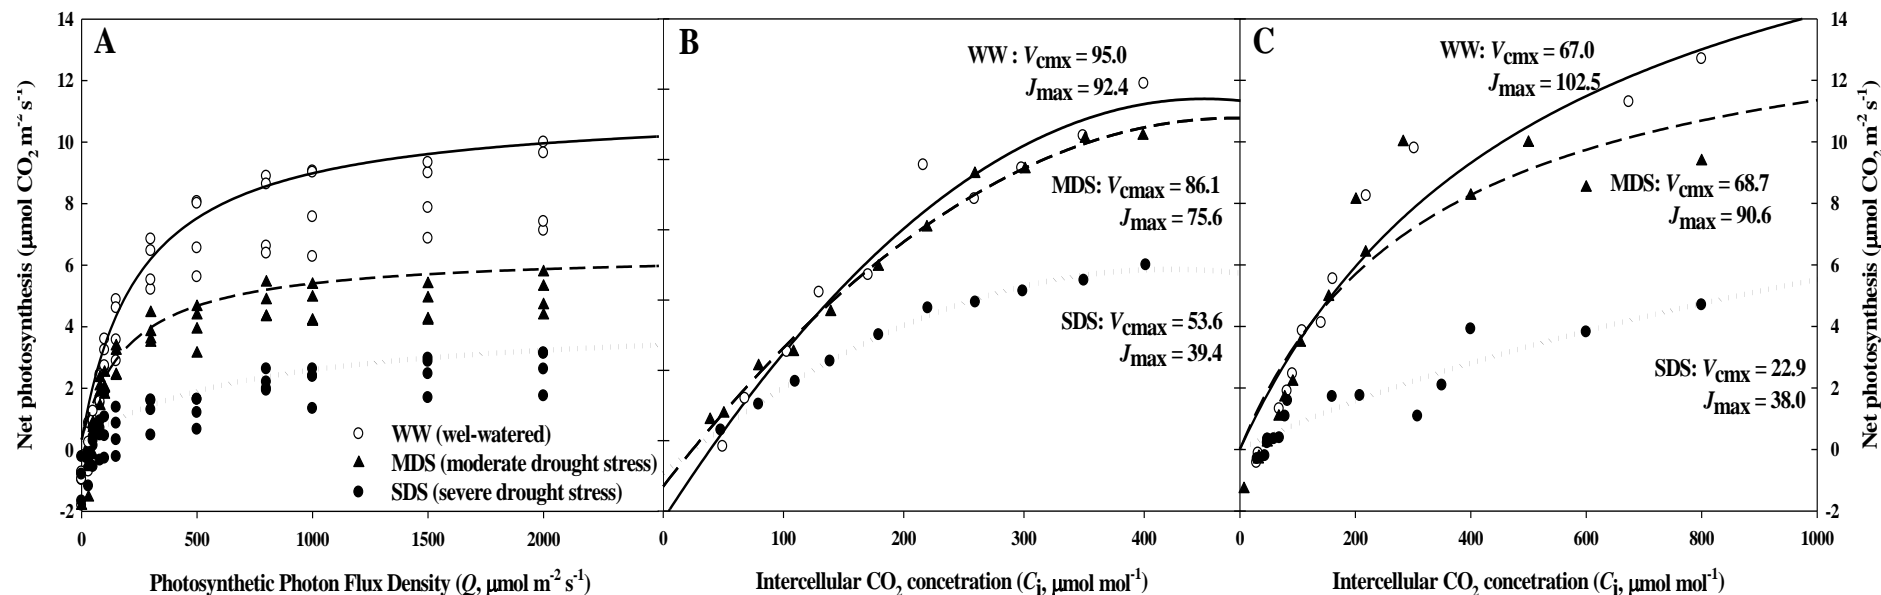 A
B
C
14
12
10
8
6
4
2
0
-2
Net photosynthesis (μmol CO2 m-2 s-1)
WW (wel-watered)
MDS (moderate drought stress)
SDS (severe drought stress)
0 500 1000 1500 2000
Photosynthetic Photon Flux Density (Q, μmol m-2 s-1)
WW : Vcmx = 95.0
Jmax = 92.4
MDS: Vcmax = 86.1
Jmax = 75.6
SDS: Vcmax = 53.6
Jmax = 39.4
0 100 200 300 400
Intercellular CO2 concetration (Ci, μmol mol-1)
WW: Vcmx = 67.0
Jmax = 102.5
MDS: Vcmx = 68.7
Jmax = 90.6
SDS: Vcmx = 22.9
Jmax = 38.0
0 200 400 600 800 1000
Intercellular CO2 concetration (Ci, μmol mol-1)
14
12
10
8
6
4
2
0
-2
Net photosynthesis (μmol CO2 m-2 s-1)